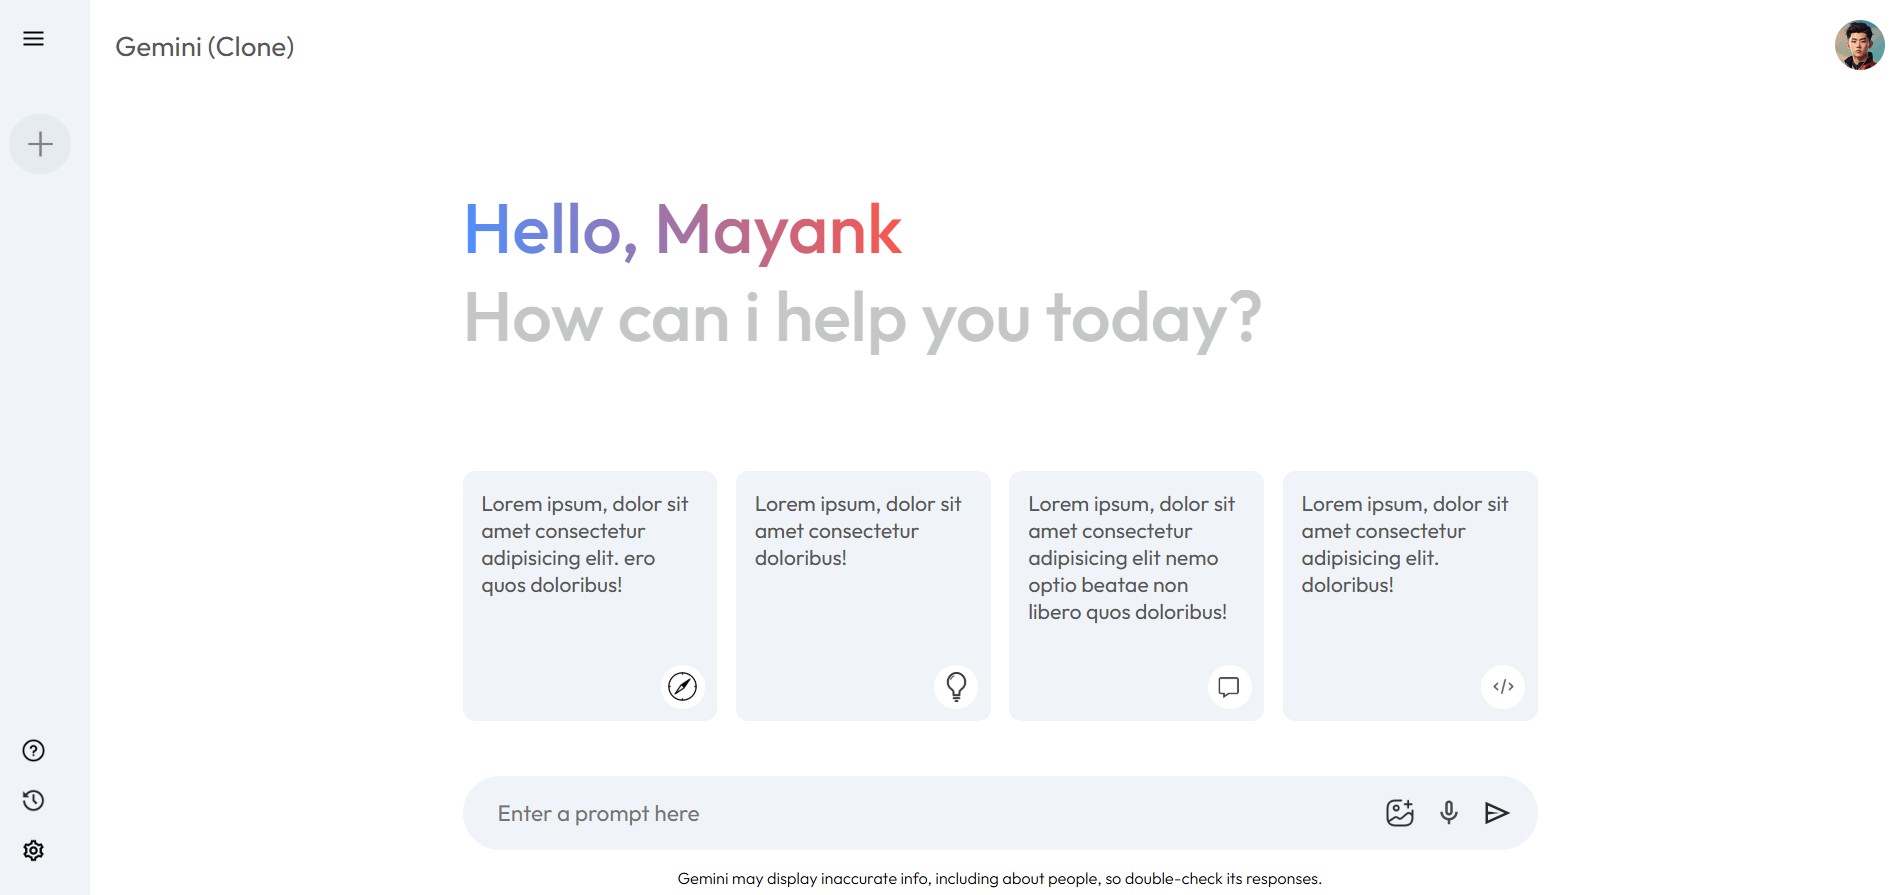 Gemini (Clone)
Hello, Mayank
How can i help you today?
Lorem ipsum, dolor sit
amet consectetur
adipisicing elit. ero
quos doloribus!
Lorem ipsum, dolor sit
amet consectetur
doloribus!
Lorem ipsum, dolor sit
amet consectetur
adipisicing elit nemo
optio beatae non
libero quos doloribus!
Lorem ipsum, dolor sit
amet consectetur
adipisicing elit.
doloribus!
Enter a prompt here
Gemini may display inaccurate info, including about people, so double-check its responses.